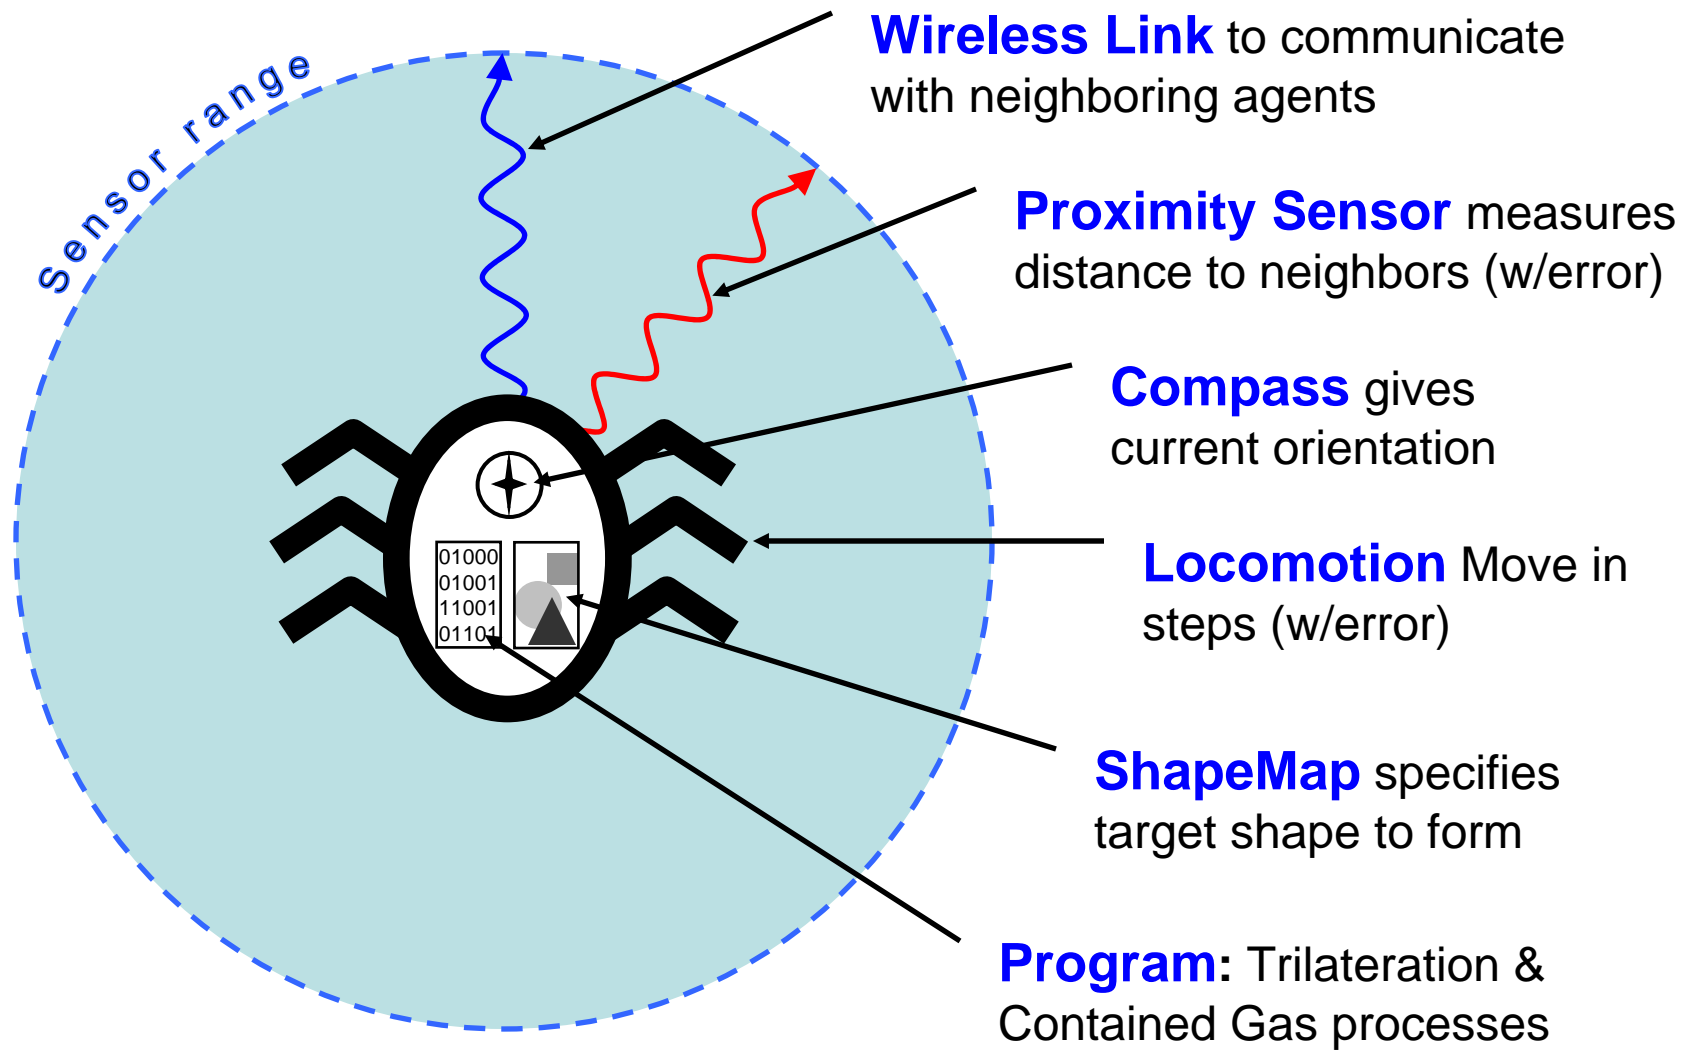 Sensor range
Wireless Link to communicate
with neighboring agents
Proximity Sensor measures
distance to neighbors (w/error)
Compass gives
current orientation
01000
01001
11001
01101
Locomotion Move in
steps (w/error)
ShapeMap specifies
target shape to form
Program: Trilateration &
Contained Gas processes